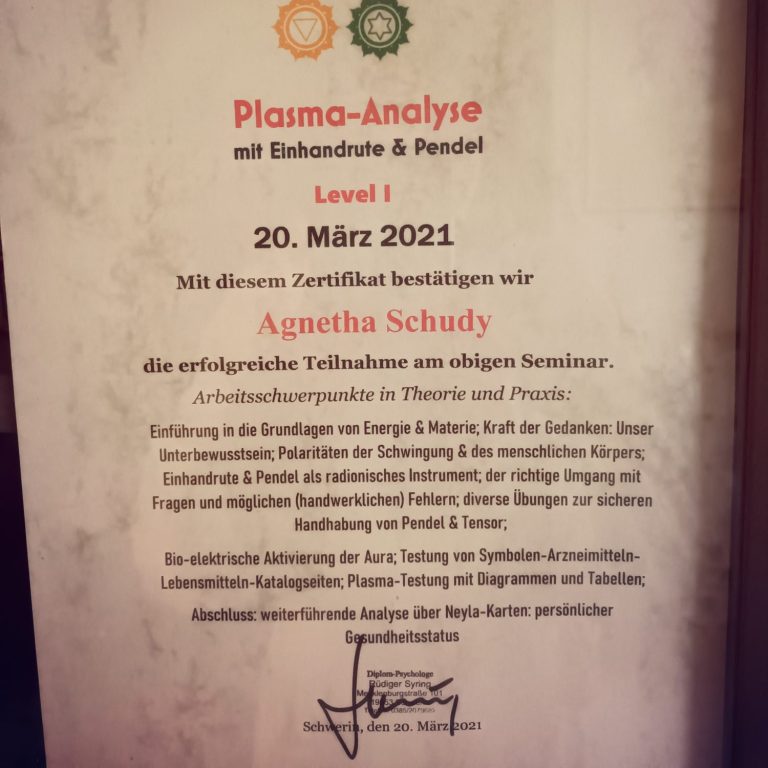 Plasma-Analyse
mit Einhandrute & Pendel
Level I
20. März 2021
Mit diesem Zertifikat bestätigen wir
Agnetha Schudy
die erfolgreiche Teilnahme am obigen Seminar.
Arbeitsschwerpunkte in Theorie und Praxis:
Einführung in die Grundlagen von Energie & Materie; Kraft der Gedanken: Unser
Unterbewusstsein; Polaritäten der Schwingung & des menschlichen Körpers;
Einhandrute & Pendel als radionisches Instrument; der richtige Umgang mit
Fragen und möglichen (handwerklichen) Fehlern; diverse Übungen zur sicheren
Handhabung von Pendel & Tensor;
Bio-elektrische Aktivierung der Aura; Testung von Symbolen-Arzneimitteln-
Lebensmitteln-Katalogseiten; Plasma-Testung mit Diagrammen und Tabellen;
Abschluss: weiterführende Analyse über Neyla-Karten: persönlicher
Gesundheitsstatus
Diplom-Psychologe
Rüdiger Syring
Mecklenburgstraße 101
Schwerin, den 20. März 2021